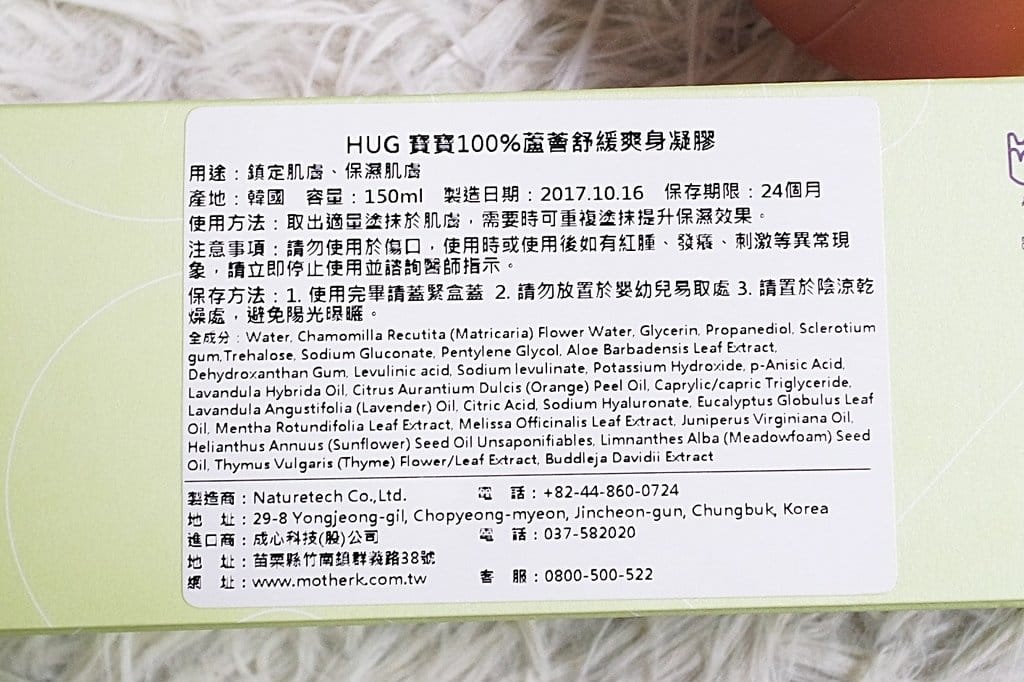 HUG 寶寶100%蘆薈舒緩爽身凝膠
用途：鎮定肌膚、保濕肌膚
產地：韓國 容量：150ml 製造日期：2017.10.16 保存期限：24個月
使用方法：取出適量塗抹於肌膚，需要時可重複塗抹提升保濕效果。
注意事項：請勿使用於傷口，使用時或使用後如有紅腫、發癢、刺激等異常現
象，請立即停止使用並諮詢醫師指示。
保存方法：1. 使用完畢請蓋緊盒蓋 2. 請勿放置於嬰幼兒易取處 3. 請置於陰涼乾
燥處，避免陽光曝曬。
全成分：Water, Chamomilla Recutita (Matricaria) Flower Water, Glycerin, Propanediol, Sclerotium
gum,Trehalose, Sodium Gluconate, Pentylene Glycol, Aloe Barbadensis Leaf Extract,
Dehydroxanthan Gum, Levulinic acid, Sodium levulinate, Potassium Hydroxide, p-Anisic Acid,
Lavandula Hybrida Oil, Citrus Aurantium Dulcis (Orange) Peel Oil, Caprylic/capric Triglyceride,
Lavandula Angustifolia (Lavender) Oil, Citric Acid, Sodium Hyaluronate, Eucalyptus Globulus Leaf
Oil, Mentha Rotundifolia Leaf Extract, Melissa Officinalis Leaf Extract, Juniperus Virginiana Oil,
Helianthus Annuus (Sunflower) Seed Oil Unsaponifiables, Limnanthes Alba (Meadowfoam) Seed
Oil, Thymus Vulgaris (Thyme) Flower/Leaf Extract, Buddleja Davidii Extract
製造商：Naturetech Co.,Ltd. 電 話：+82-44-860-0724
地 址：29-8 Yongjeong-gil, Chopyeong-myeon, Jincheon-gun, Chungbuk, Korea
進口商：成心科技(股)公司 電 話：037-582020
地 址：苗栗縣竹南鎮群義路38號
網 址：www.motherk.com.tw 客 服：0800-500-522